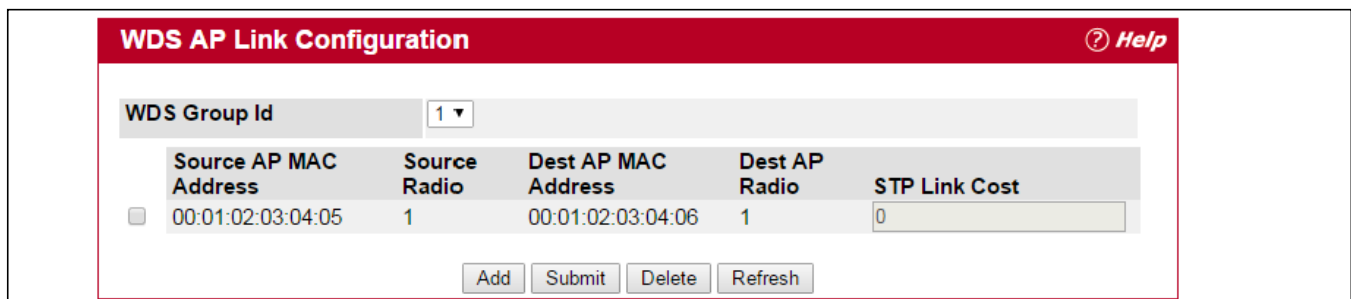 WDS AP Link Configuration
? Help
WDS Group Id 1
Source AP MAC Address Source Radio Dest AP MAC Address Dest AP Radio STP Link Cost
00:01:02:03:04:05 1 00:01:02:03:04:06 1 0
Add Submit Delete Refresh